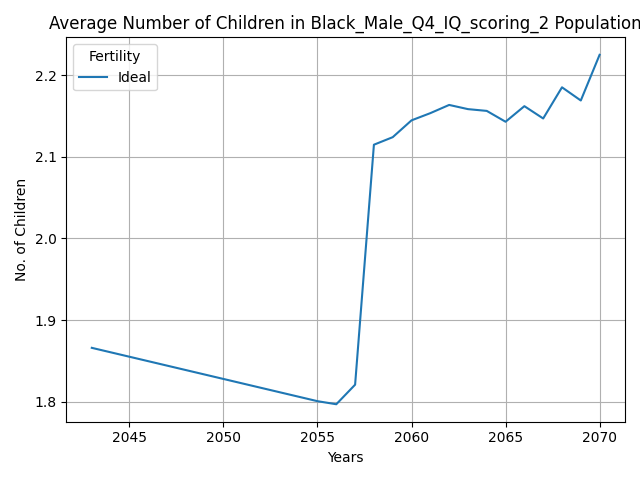 Average Number of Children in Black_Male_Q4_IQ_scoring_2 Population
Fertility
Ideal
2.2
2.1
2.0
1.9
1.8
No. of Children
2045 2050 2055 2060 2065 2070
Years